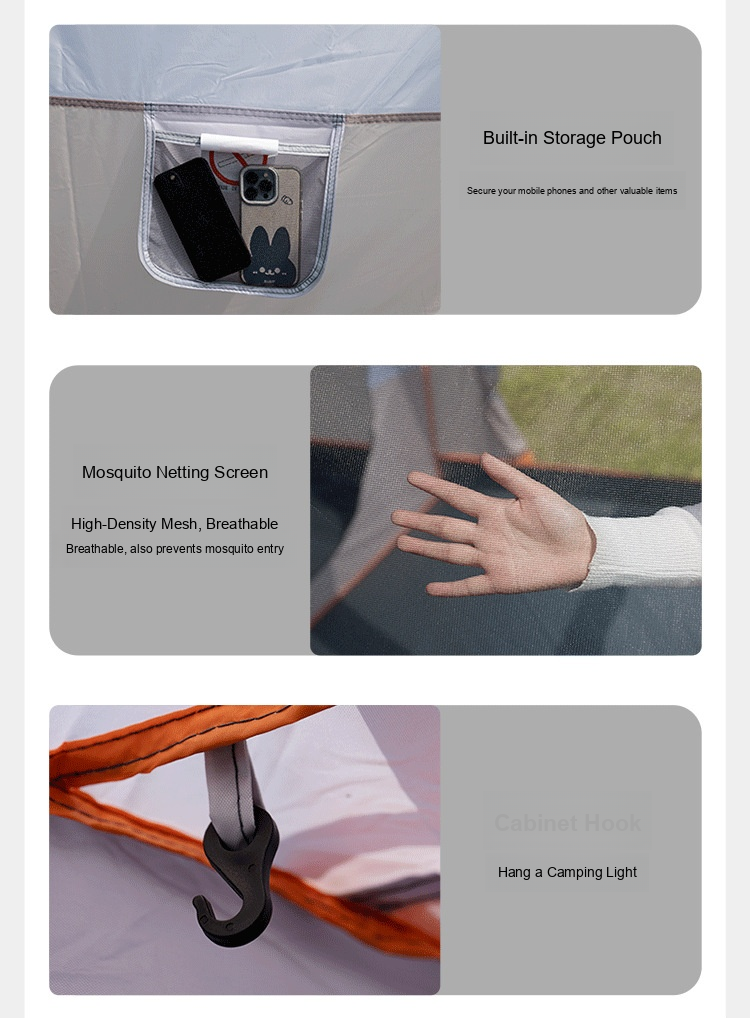 Built-in Storage Pouch
Secure your mobile phones and other valuable items
Mosquito Netting Screen
High-Density Mesh, Breathable
Breathable, also prevents mosquito entry
Cabinet Hook
Hang a Camping Light